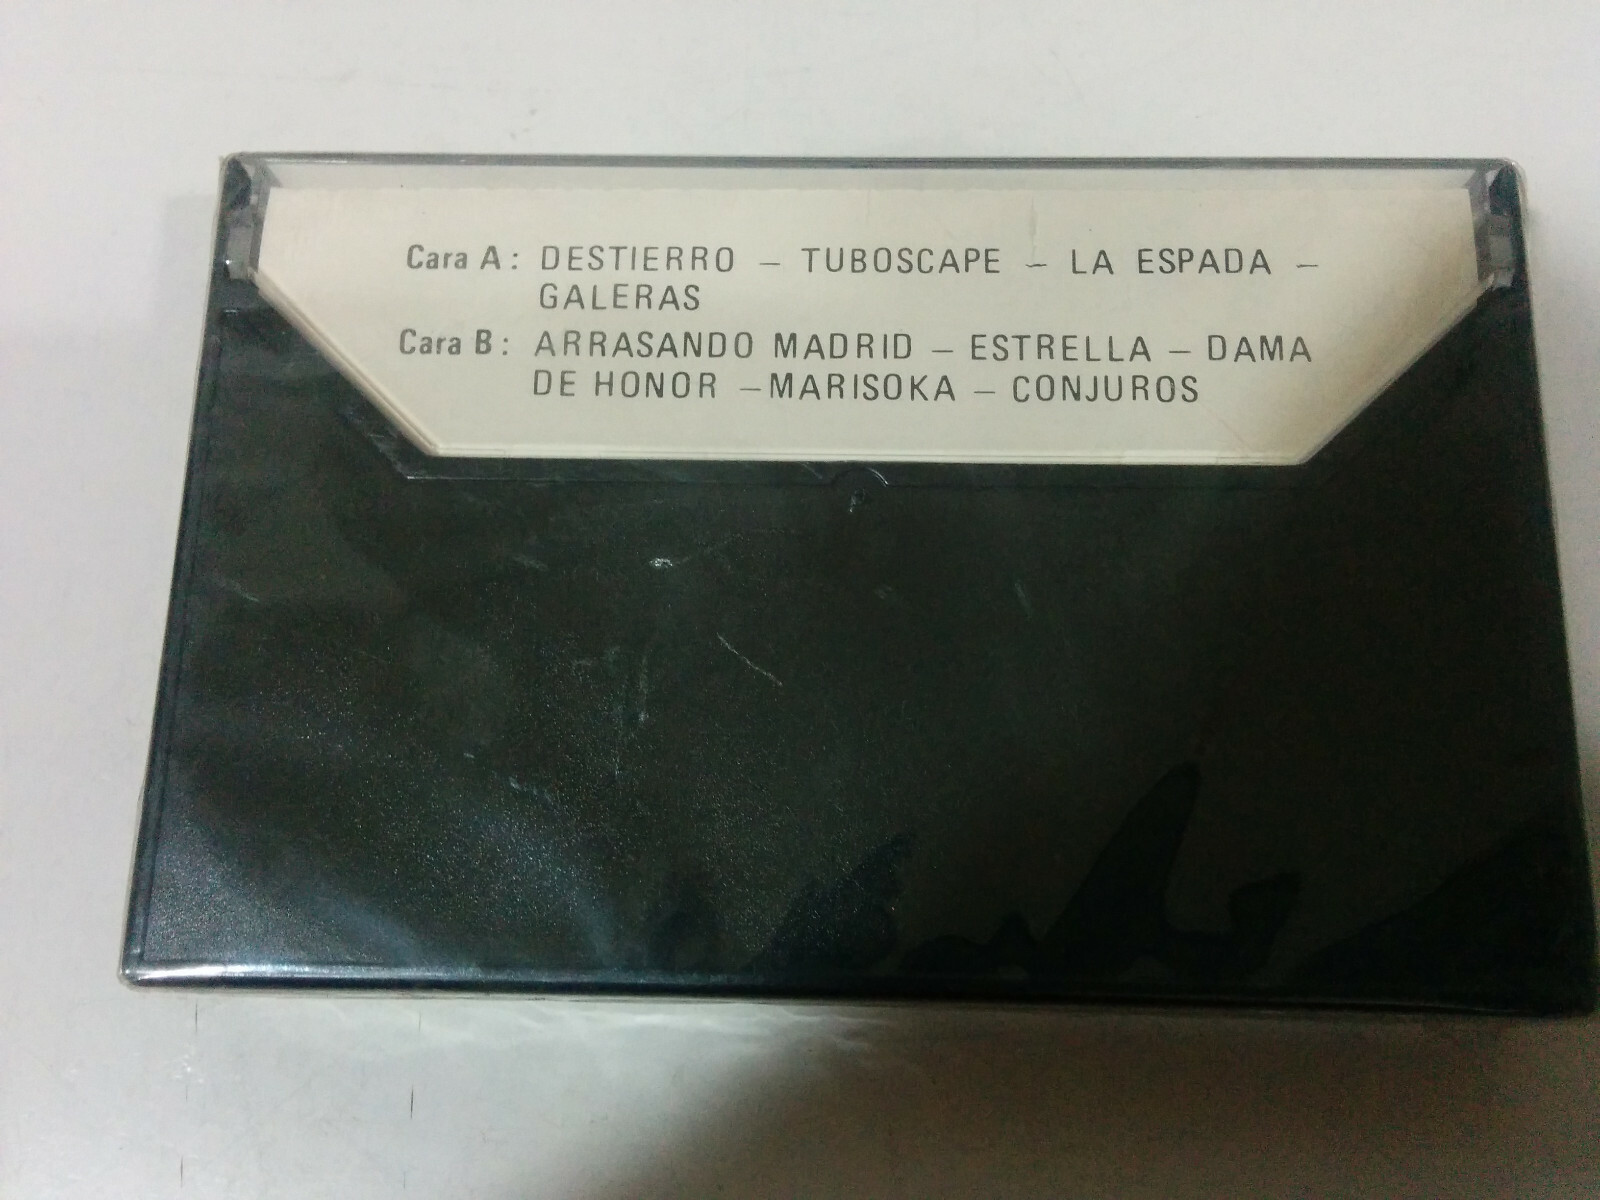 Cara A : DESTIERRO – TUBOSCAPE – LA ESPADA –
GALERAS
Cara B : ARRASANDO MADRID – ESTRELLA – DAMA
DE HONOR – MARISOKA – CONJUROS